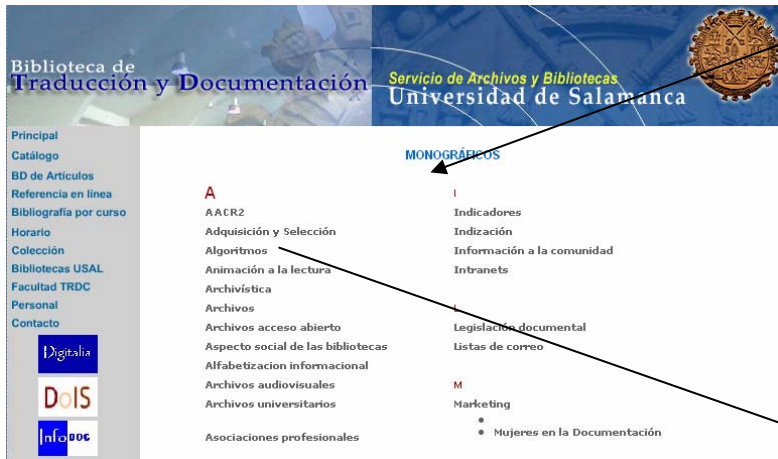 Biblioteca de
Traducción y Documentación
Servicio de Archivos y Bibliotecas
Universidad de Salamanca
Principal
Catálogo
BD de Artículos
Referencia en línea
Bibliografía por curso
Horario
Colección
Bibliotecas USAL
Facultad TRDC
Personal
Contacto
Digitalia
DoIS
InfoDOC
MONOGRÁFICOS
A
AACR2
Adquisición y Selección
Algoritmos
Animación a la lectura
Archivística
Archivos
Archivos acceso abierto
Aspecto social de las bibliotecas
Alfabetizacion informacional
Archivos audiovisuales
Archivos universitarios
Asociaciones profesionales
I
Indicadores
Indización
Información a la comunidad
Intranets
L
Legislación documental
Listas de correo
M
Marketing
Mujeres en la Documentación